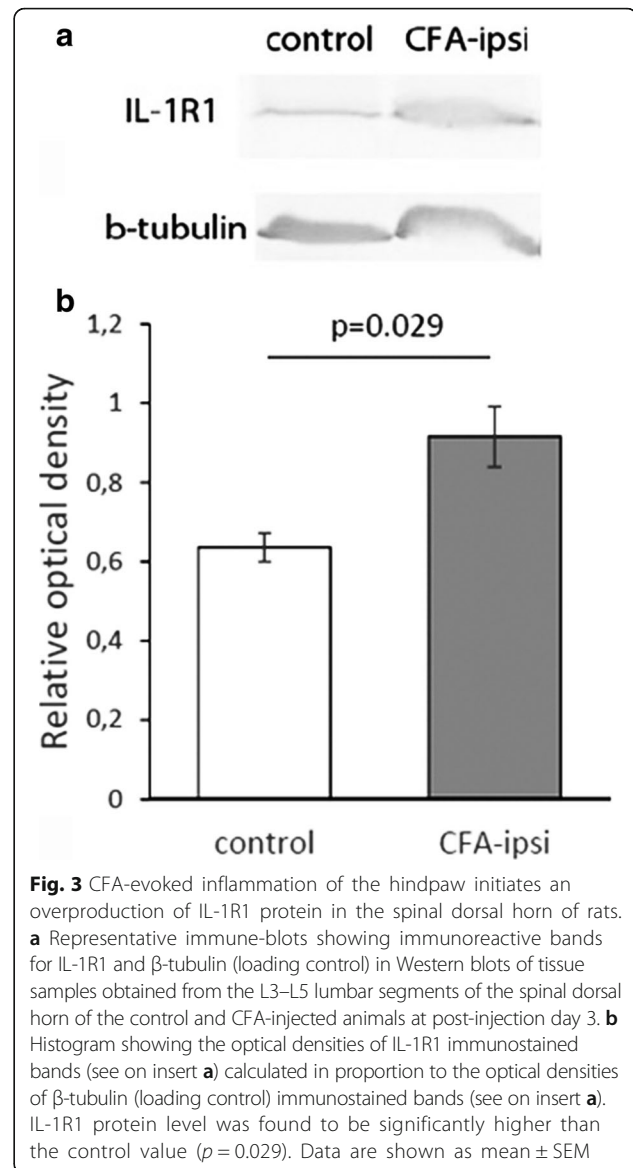 a
control CFA-ipsi
IL-1R1
b-tubulin
b
p=0.029
Relative optical density
1,2
1
0,8
0,6
0,4
0,2
0
control CFA-ipsi
Fig. 3 CFA-evoked inflammation of the hindpaw initiates an
overproduction of IL-1R1 protein in the spinal dorsal horn of rats.
a Representative immune-blots showing immunoreactive bands
for IL-1R1 and β-tubulin (loading control) in Western blots of tissue
samples obtained from the L3–L5 lumbar segments of the spinal dorsal
horn of the control and CFA-injected animals at post-injection day 3. b
Histogram showing the optical densities of IL-1R1 immunostained
bands (see on insert a) calculated in proportion to the optical densities
of β-tubulin (loading control) immunostained bands (see on insert a).
IL-1R1 protein level was found to be significantly higher than
the control value (p = 0.029). Data are shown as mean ± SEM